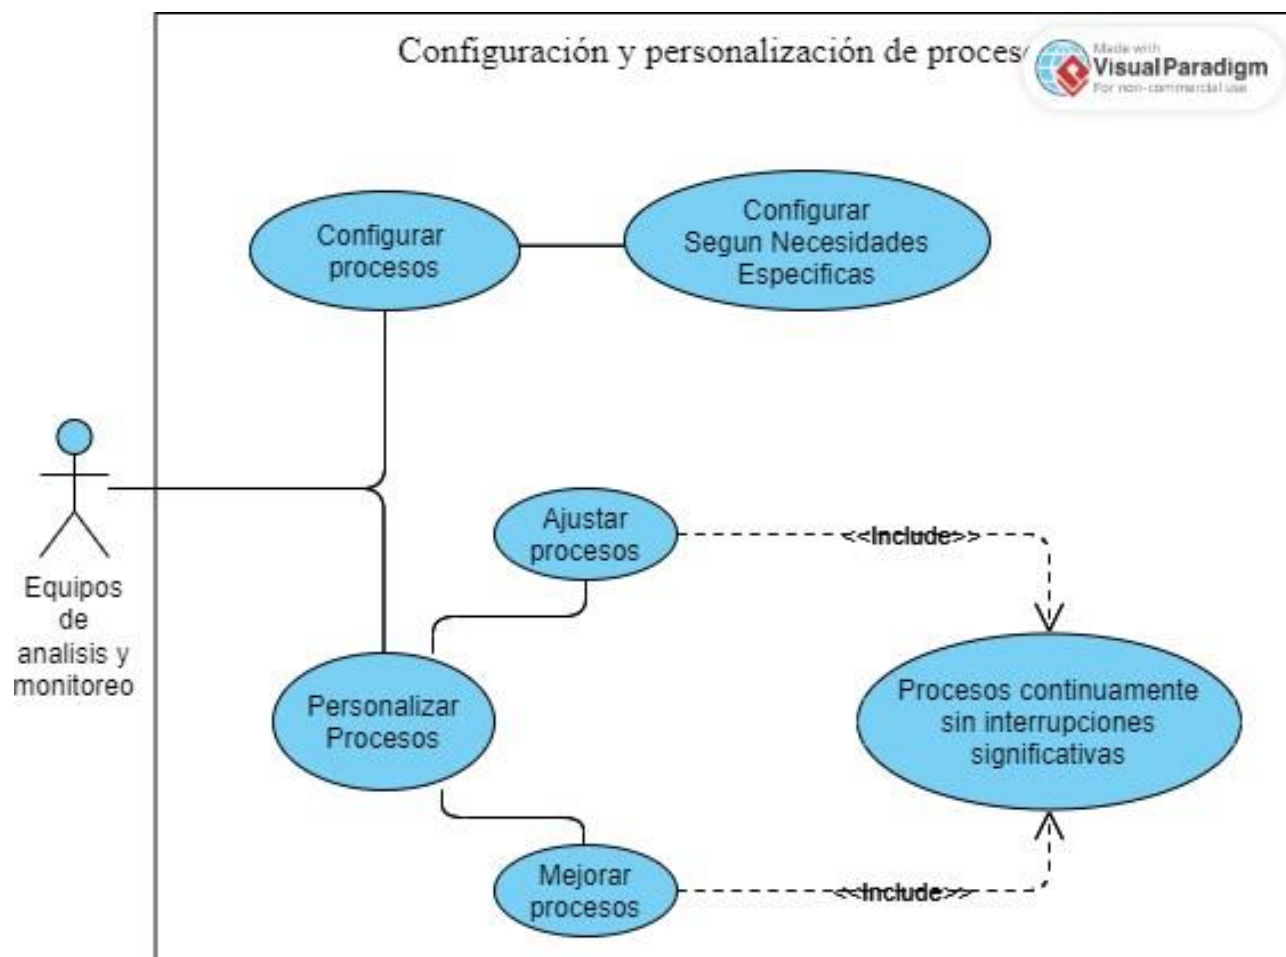 Configuración y personalización de proces
Made with
Visual Paradigm
For non-commercial use
Configurar
procesos
Configurar
Segun Necesidades
Especificas
Equipos
de
analisis y
monitoreo
Ajustar
procesos
<<Include>>
Personalizar
Procesos
Procesos continuamente
sin interrupciones
significativas
Mejorar
procesos
<<Include>>